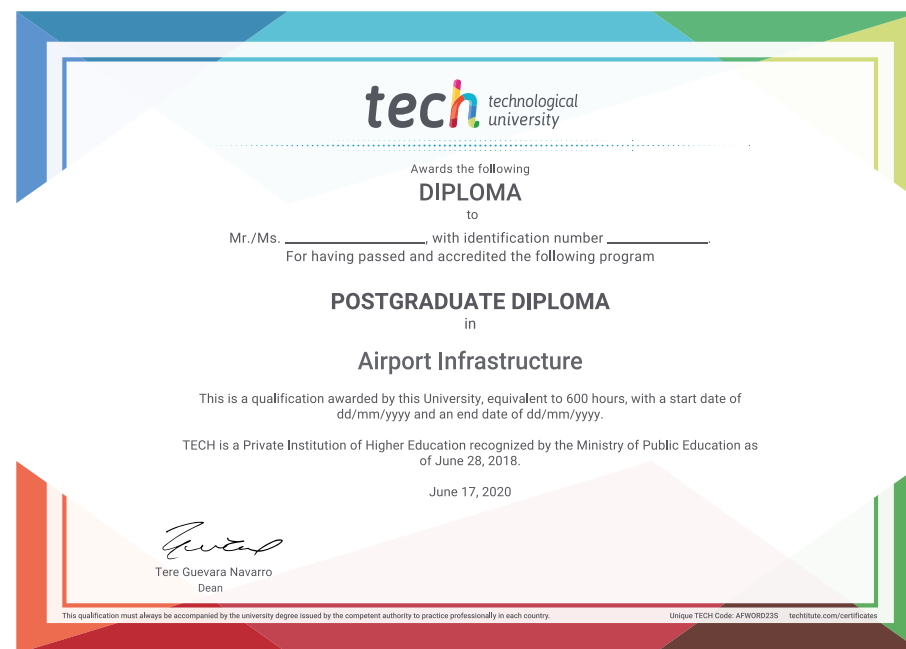 tech technological
university
Awards the following
DIPLOMA
to
Mr./Ms. ____________________, with identification number ______________.
For having passed and accredited the following program
POSTGRADUATE DIPLOMA
in
Airport Infrastructure
This is a qualification awarded by this University, equivalent to 600 hours, with a start date of
dd/mm/yyyy and an end date of dd/mm/yyyy.
TECH is a Private Institution of Higher Education recognized by the Ministry of Public Education as
of June 28, 2018.
June 17, 2020
Tere Guevara Navarro
Dean
This qualification must always be accompanied by the university degree issued by the competent authority to practice professionally in each country.
Unique TECH Code: AFWORD23S techtitute.com/certificates